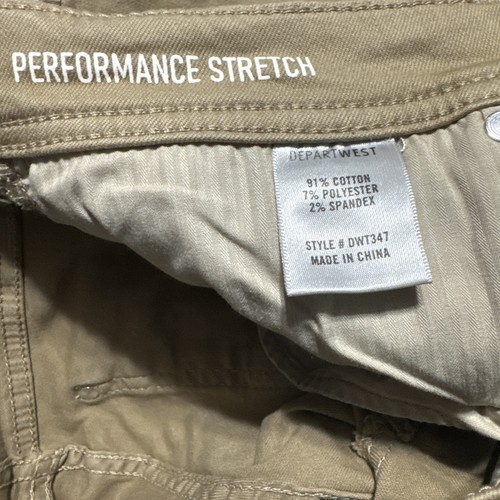 PERFORMANCE STRETCH
DEPARTWEST
91% COTTON
7% POLYESTER
2% SPANDEX
STYLE # DWT347
MADE IN CHINA